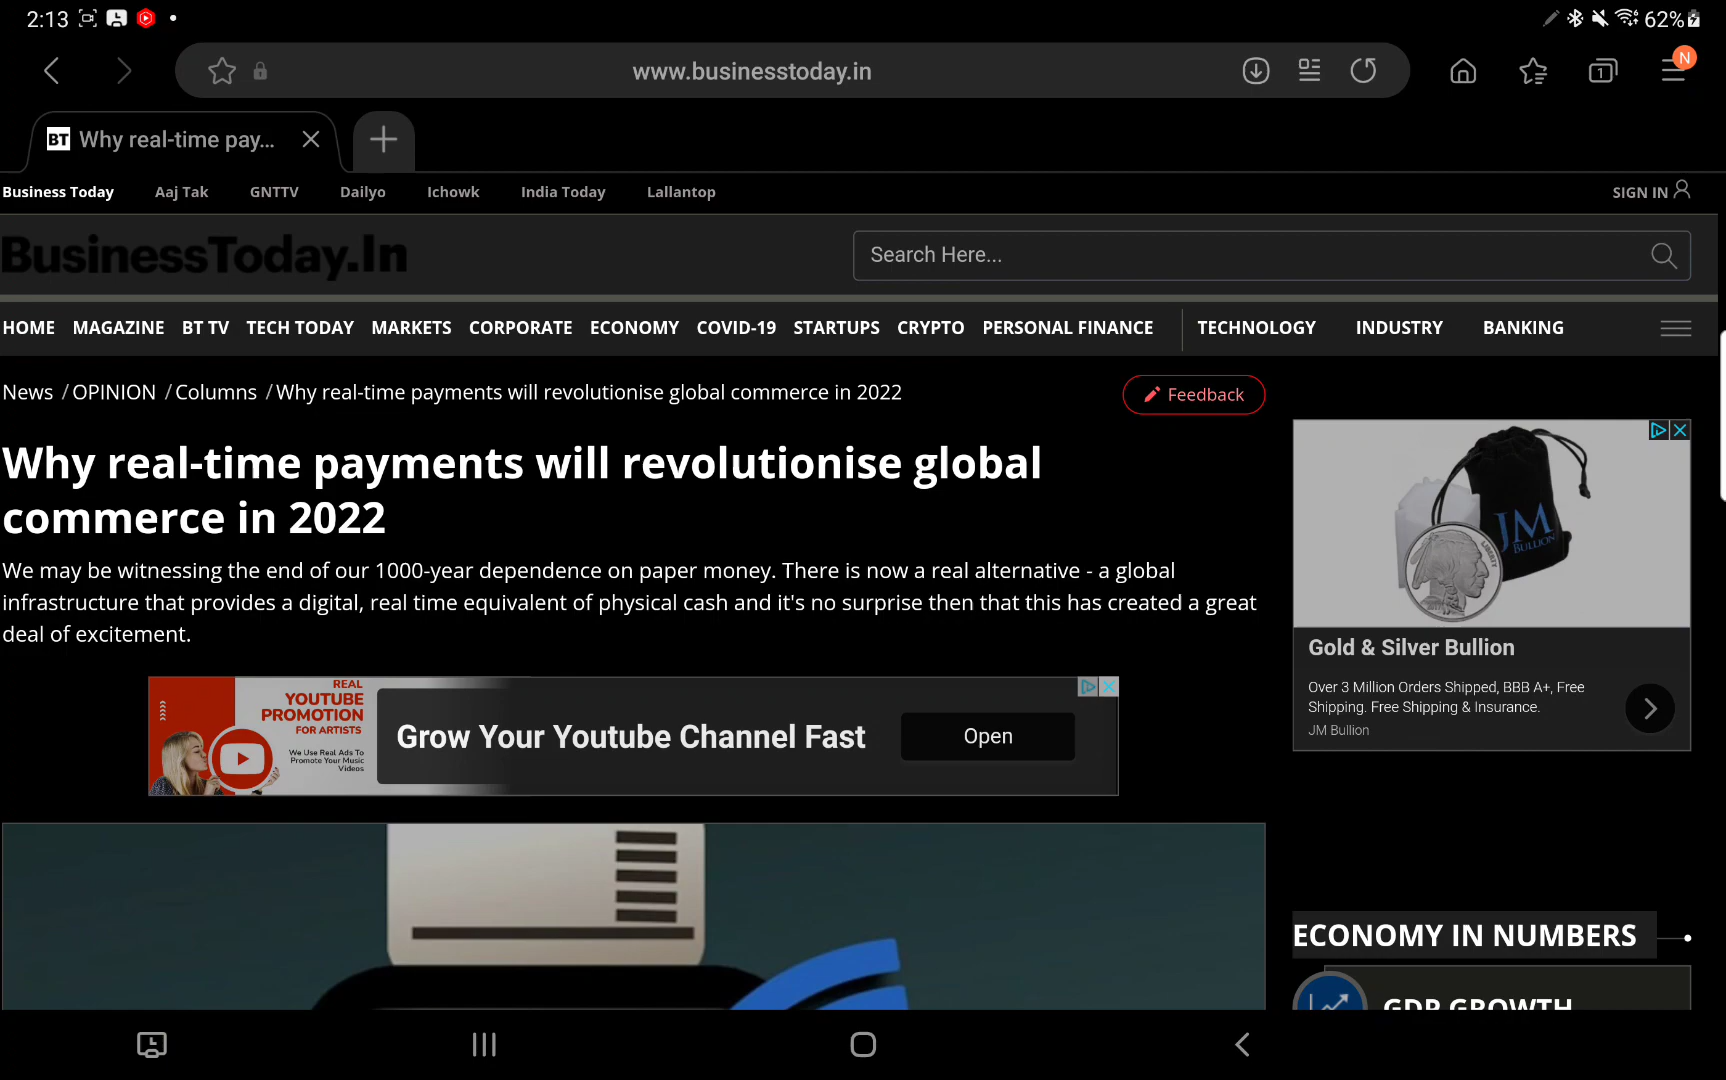 2:13
62%
www.businesstoday.in
1
N
BT Why real-time pay...
Business Today Aaj Tak GNTTV Dailyo Ichowk India Today Lallantop
SIGN IN
BusinessToday.In
Search Here...
HOME MAGAZINE BT TV TECH TODAY MARKETS CORPORATE ECONOMY COVID-19 STARTUPS CRYPTO PERSONAL FINANCE TECHNOLOGY INDUSTRY BANKING
News / OPINION / Columns / Why real-time payments will revolutionise global commerce in 2022
Feedback
Why real-time payments will revolutionise global
commerce in 2022
We may be witnessing the end of our 1000-year dependence on paper money. There is now a real alternative - a global
infrastructure that provides a digital, real time equivalent of physical cash and it's no surprise then that this has created a great
deal of excitement.
REAL
YOUTUBE
PROMOTION
FOR ARTISTS
We Use Real Ads To
Promote Your Music
Videos
Grow Your Youtube Channel Fast
Open
JM
BULLION
LIBERTY
Gold & Silver Bullion
Over 3 Million Orders Shipped, BBB A+, Free
Shipping. Free Shipping & Insurance.
JM Bullion
ECONOMY IN NUMBERS
GDP GROWTH